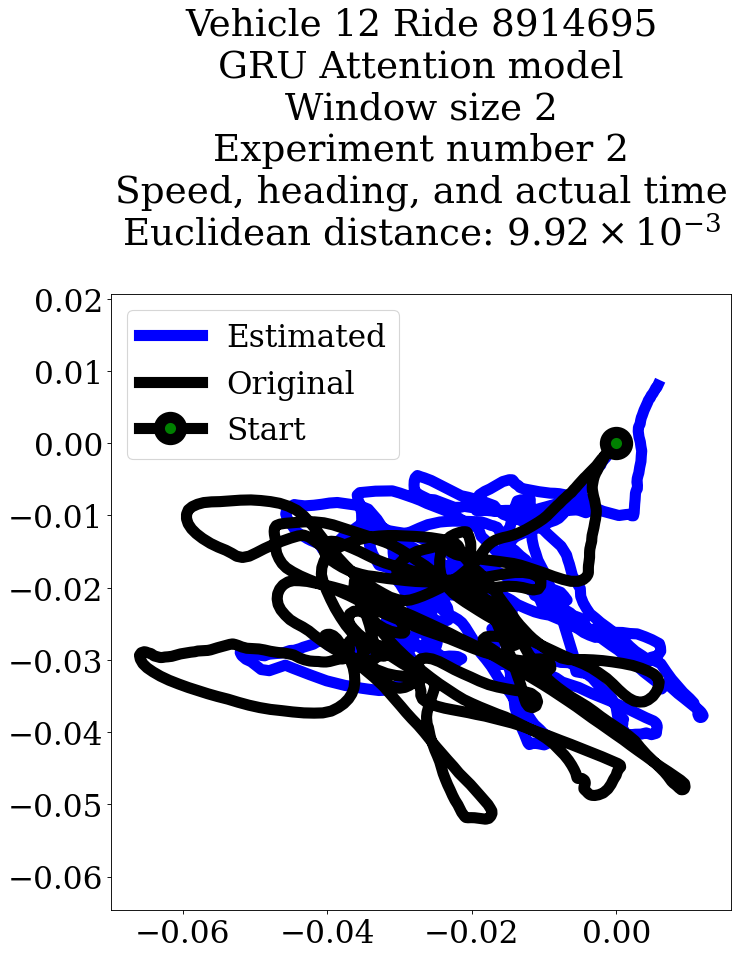 Vehicle 12 Ride 8914695
GRU Attention model
Window size 2
Experiment number 2
Speed, heading, and actual time
Euclidean distance: 9.92 × 10⁻³
0.02
0.01
0.00
−0.01
−0.02
−0.03
−0.04
−0.05
−0.06
Estimated
Original
Start
−0.06 −0.04 −0.02 0.00